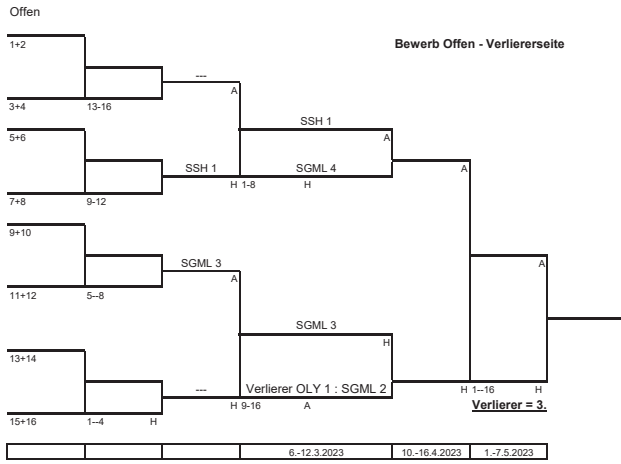 Offen
1+2
Bewerb Offen - Verliererseite
---
A
3+4 13-16
SSH 1
5+6
A
SSH 1 SGML 4
A
H 1-8 H
7+8 9-12
9+10
SGML 3
A
A
11+12 5--8
SGML 3
H
13+14
--- Verlierer OLY 1 : SGML 2
H 1--16 H
H 9-16 A
Verlierer = 3.
15+16 1--4 H
6.-12.3.2023 10.-16.4.2023 1.-7.5.2023